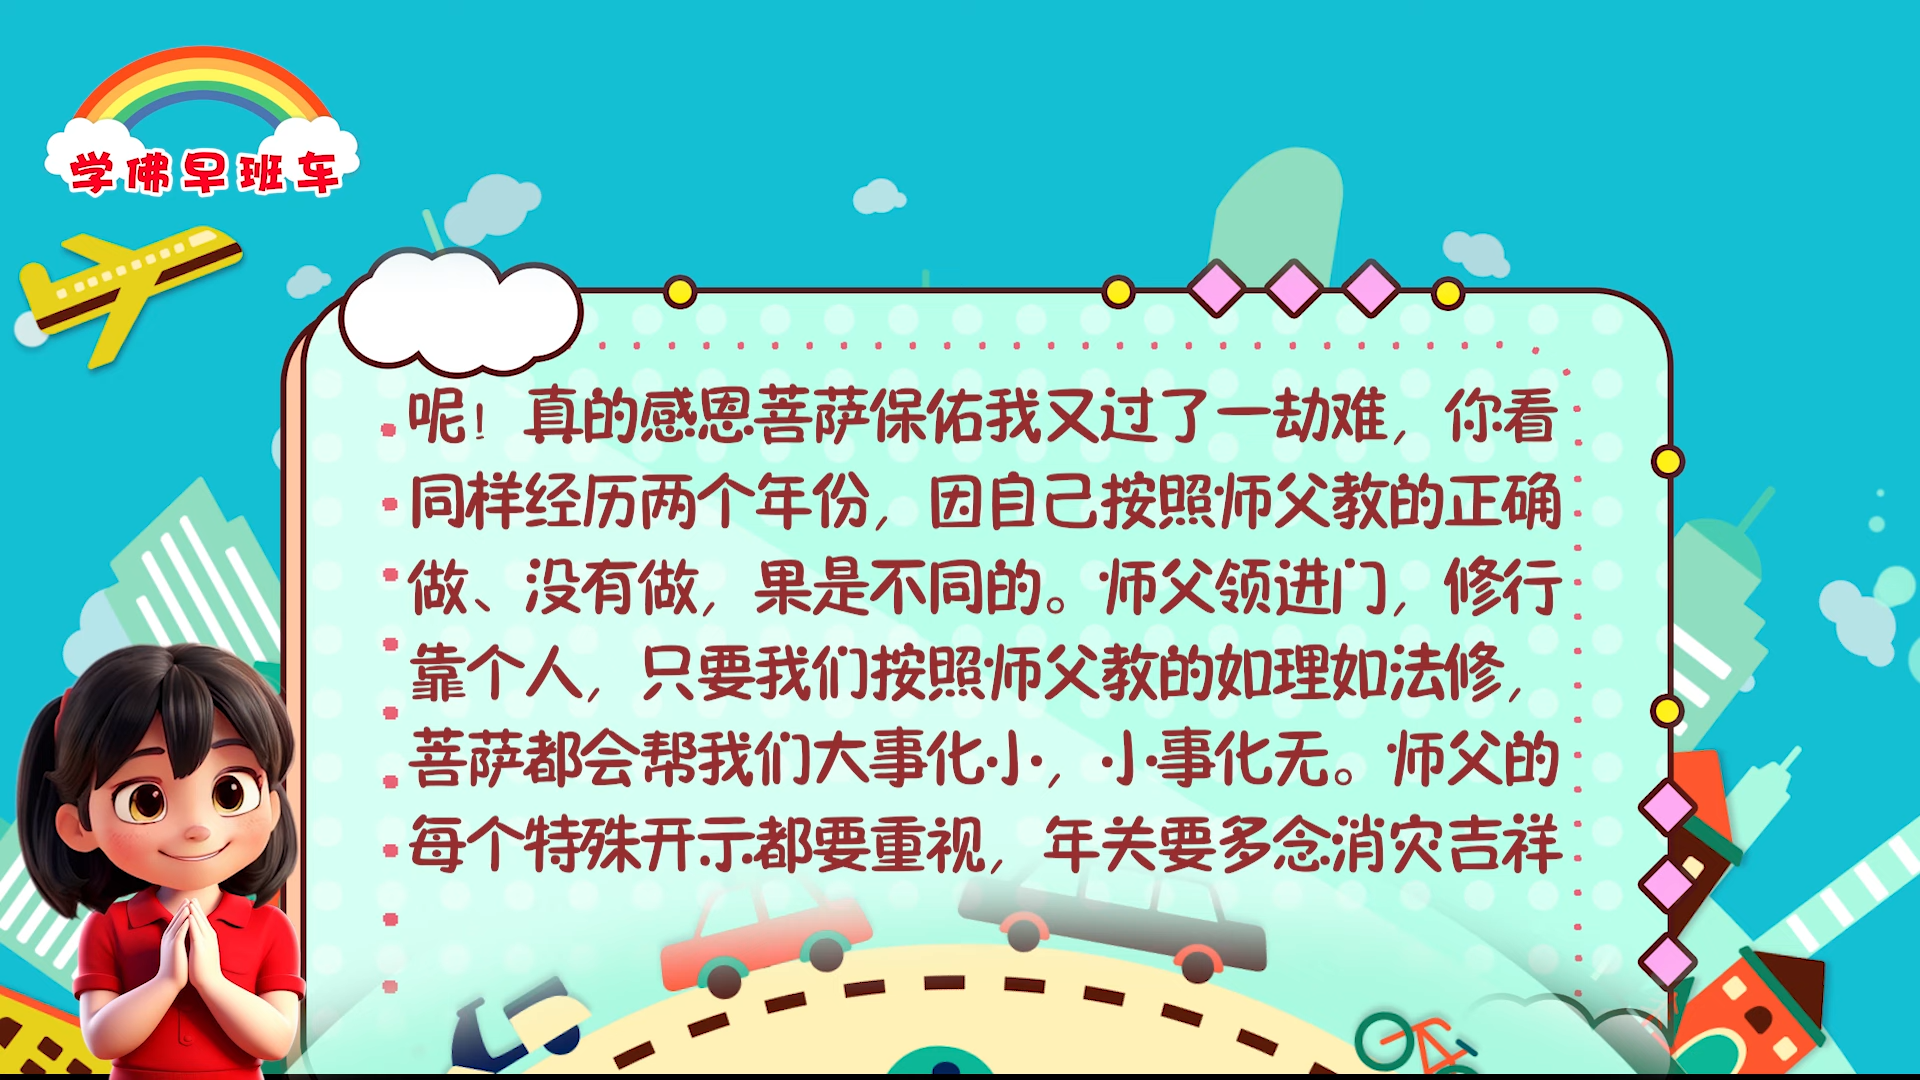 学佛早班车
呢！真的感恩菩萨保佑我又过了一劫难，你看
同样经历两个年份，因自己按照师父教的正确
做、没有做，果是不同的。师父领进门，修行
靠个人，只要我们按照师父教的如理如法修，
菩萨都会帮我们大事化小，小事化无。师父的
每个特殊开示都要重视，年关要多念消灾吉祥